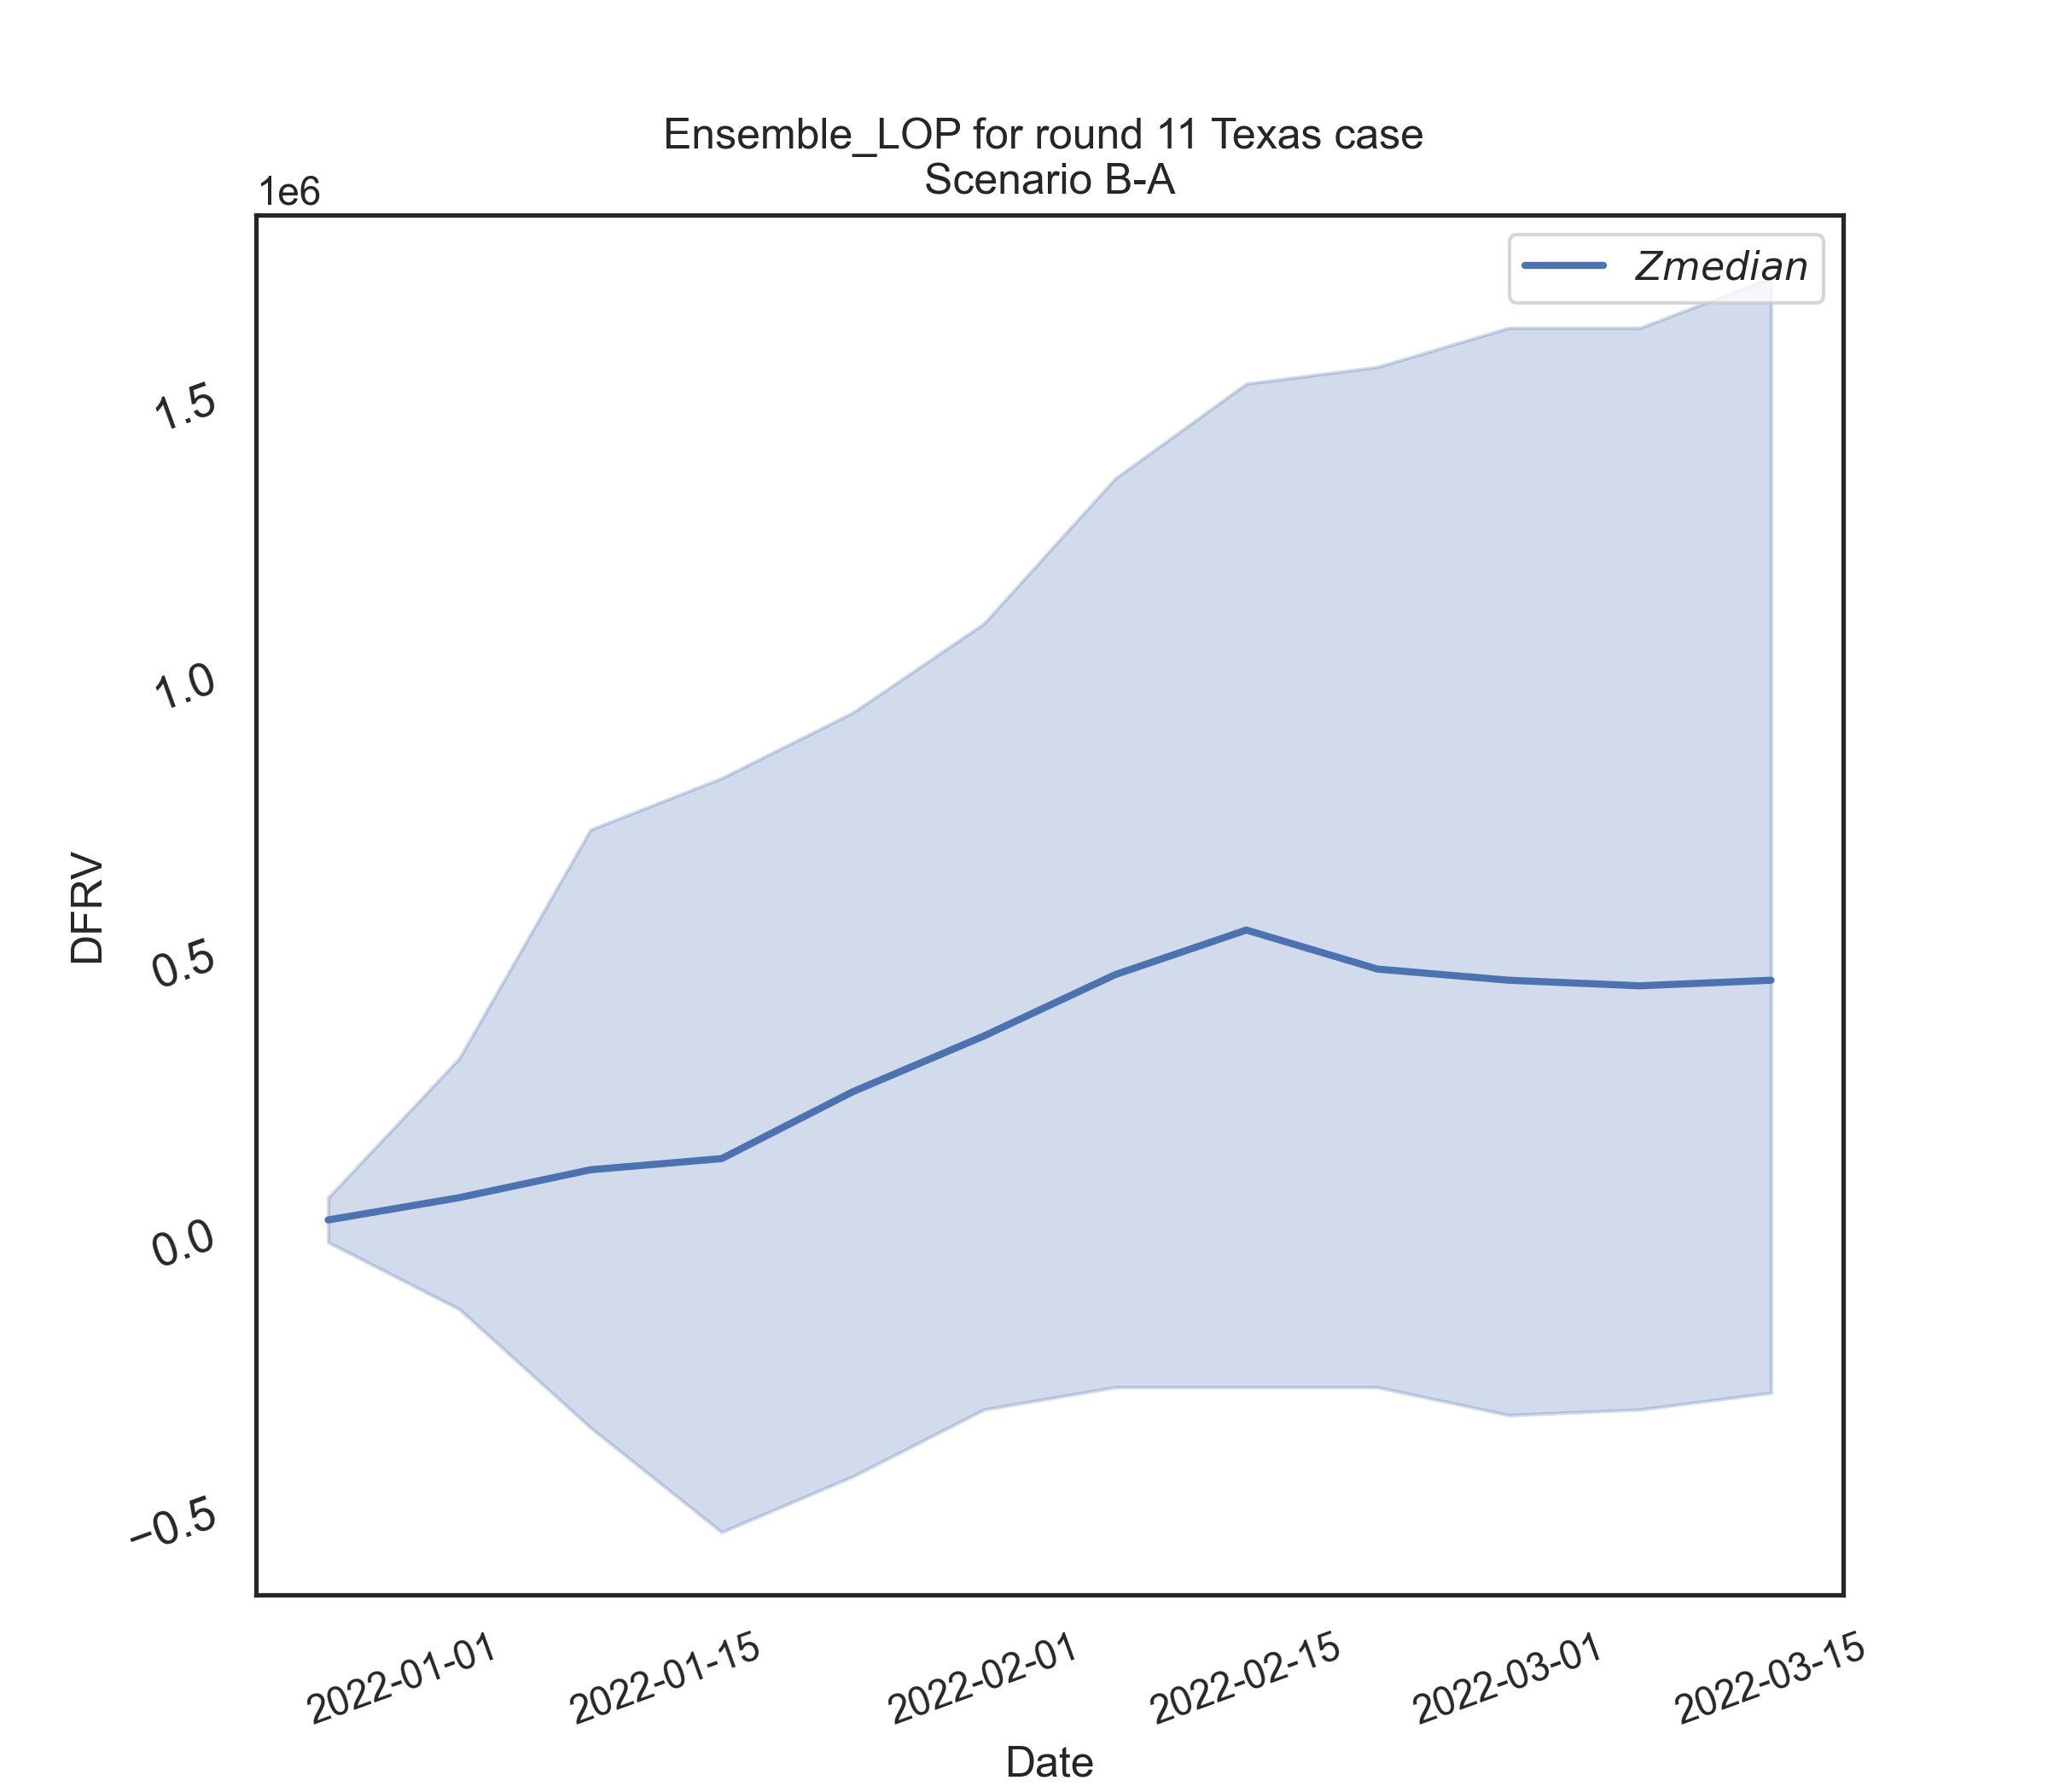 Ensemble_LOP for round 11 Texas case
Scenario B-A
1e6
Zmedian
1.5
1.0
0.5
0.0
−0.5
DFRV
2022-01-01
2022-01-15
2022-02-01
2022-02-15
2022-03-01
2022-03-15
Date